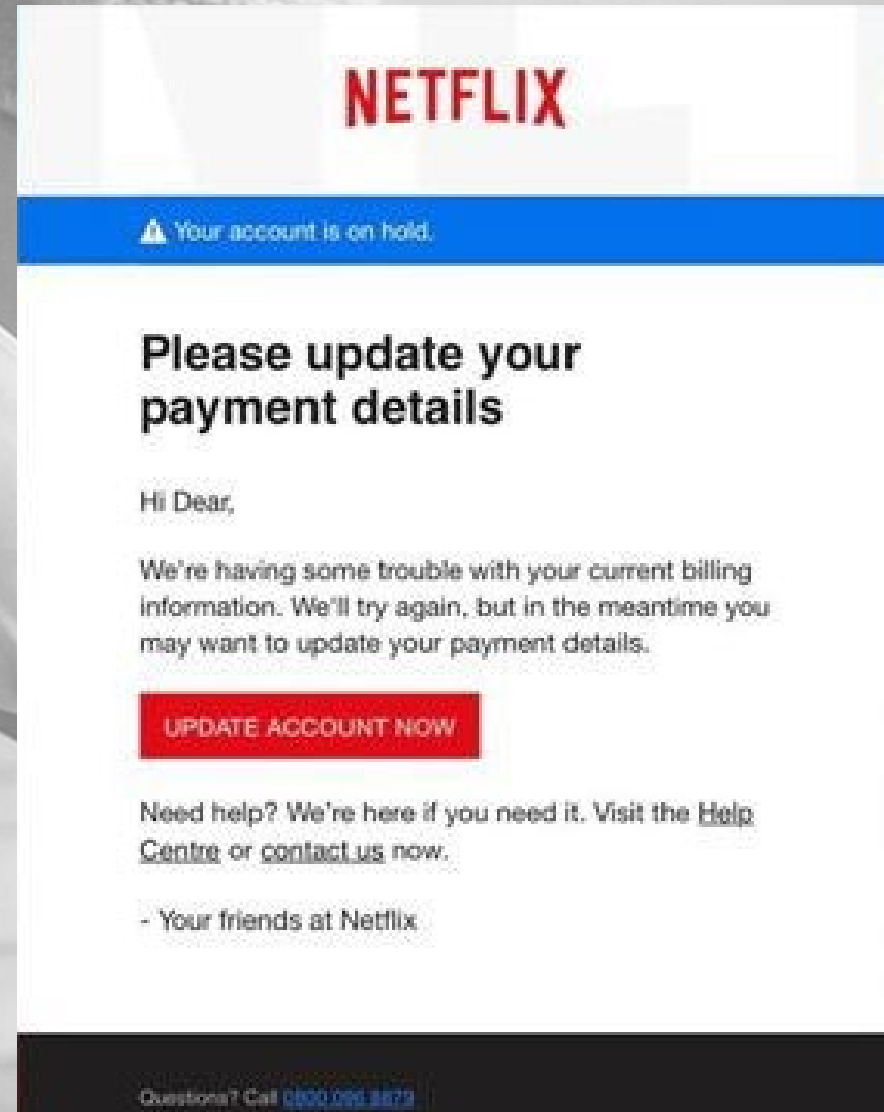 NETFLIX
Your account is on hold.
Please update your
payment details
Hi Dear,
We're having some trouble with your current billing
information. We'll try again, but in the meantime you
may want to update your payment details.
UPDATE ACCOUNT NOW
Need help? We're here if you need it. Visit the Help
Centre or contact us now.
- Your friends at Netflix
Questions? Call